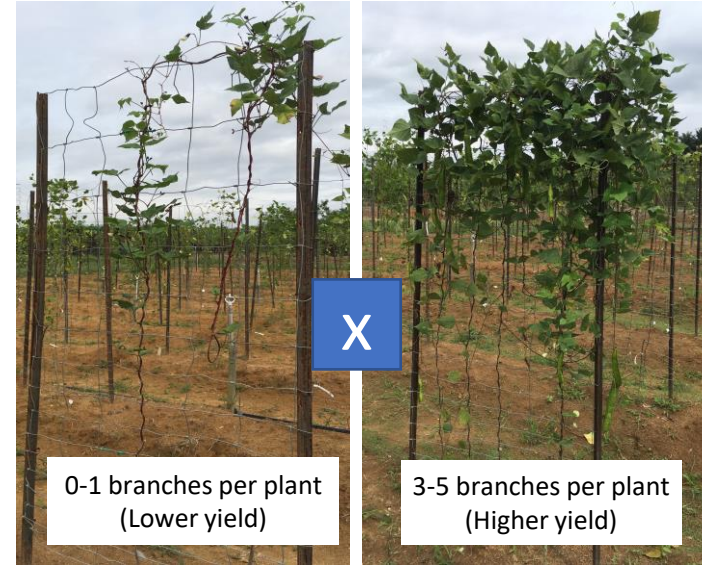 0-1 branches per plant
(Lower yield)
X
3-5 branches per plant
(Higher yield)